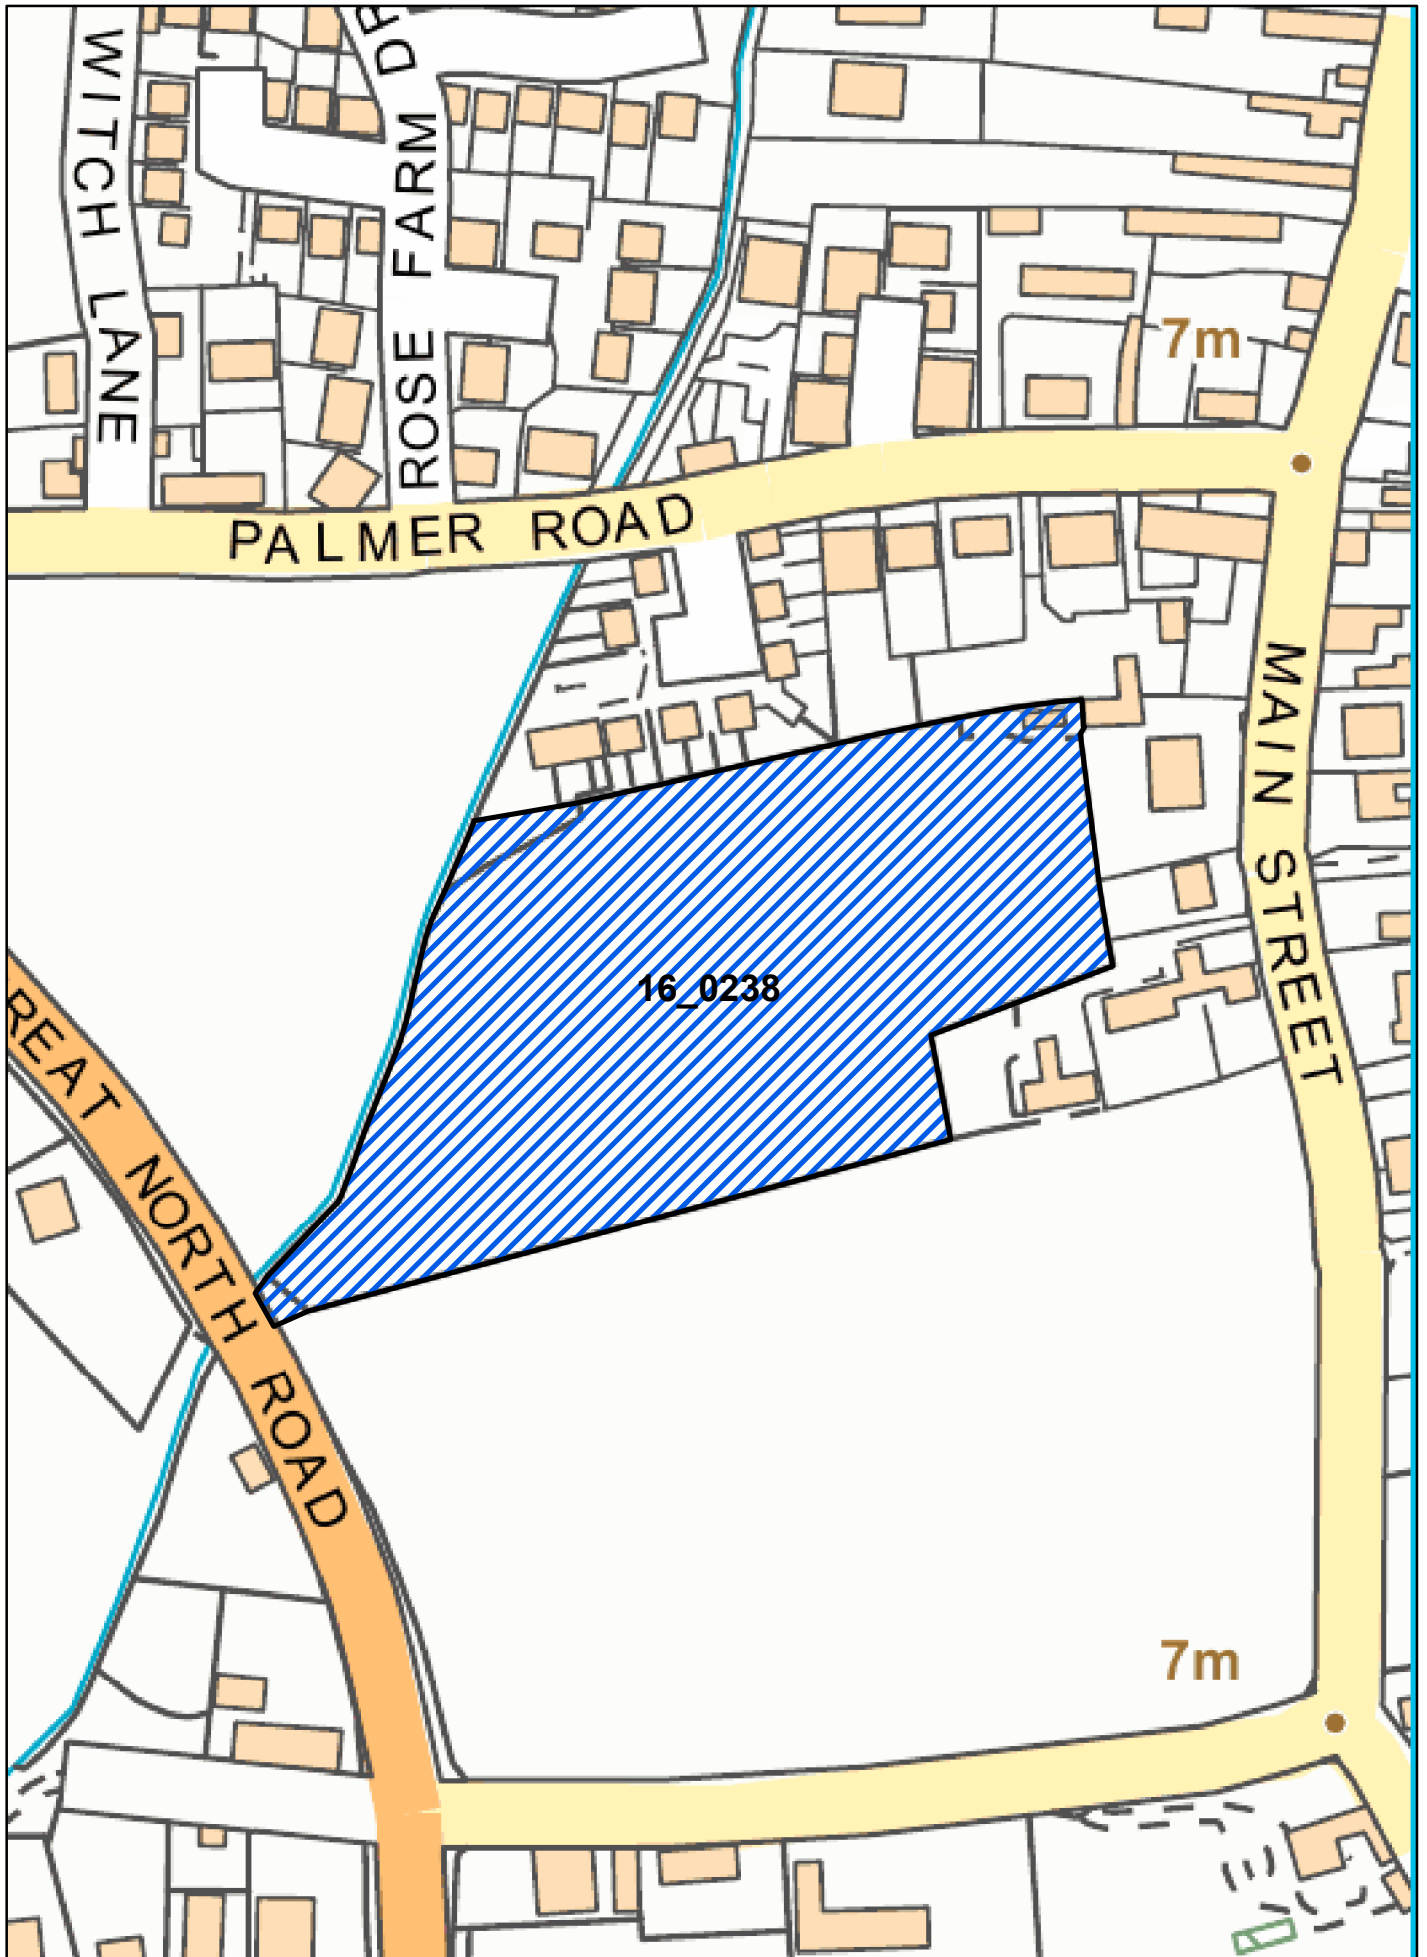 WITCH LANE
ROSE FARM DR
7m
PALMER ROAD
MAIN STREET
16_0238
REAT NORTH ROAD
7m